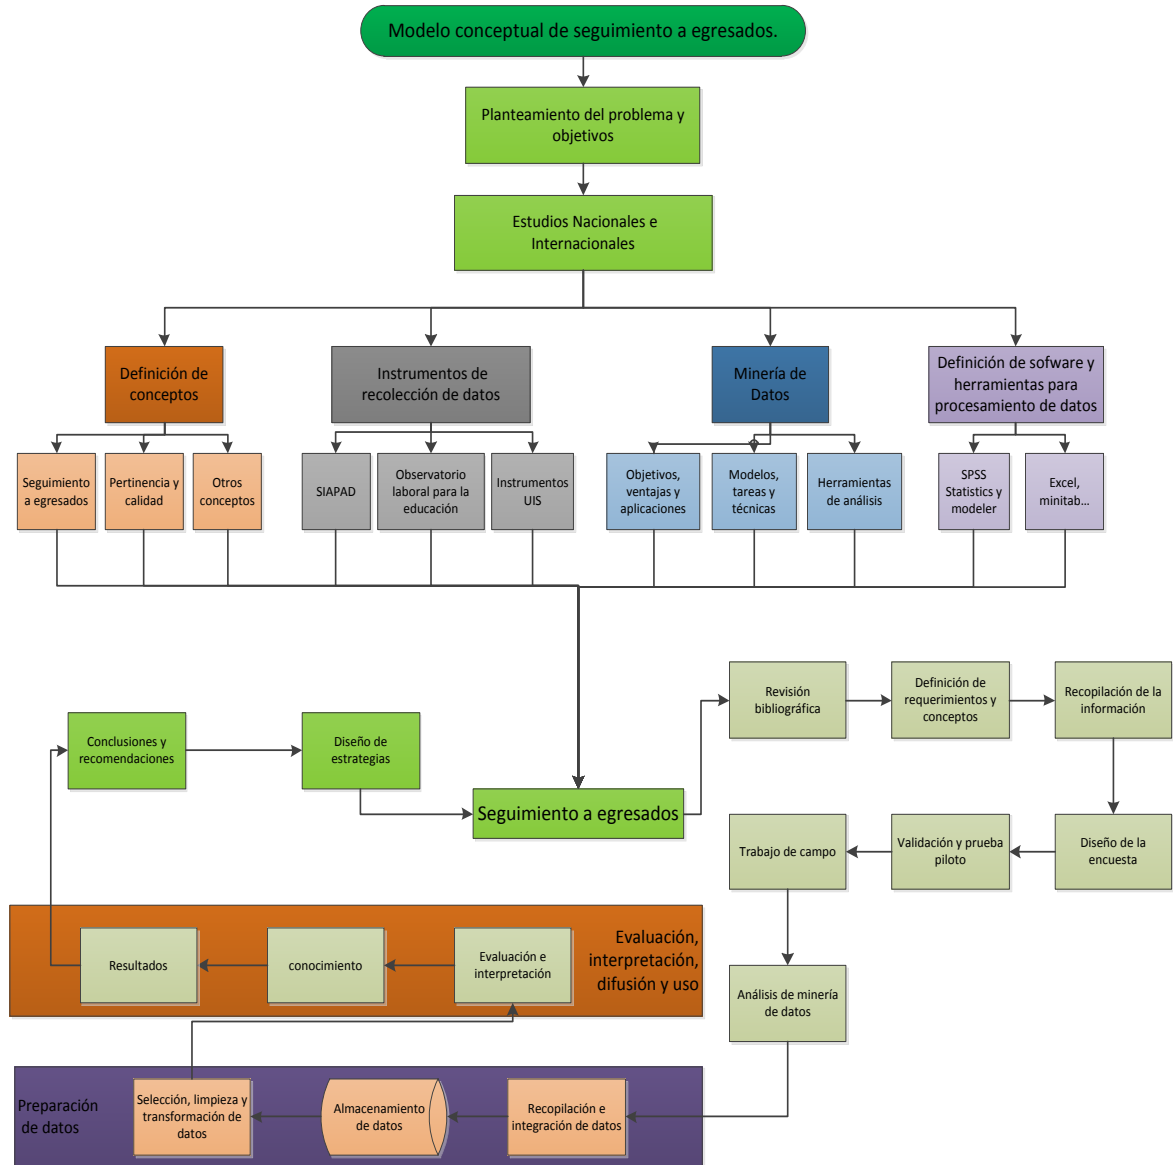 Modelo conceptual de seguimiento a egresados.
Planteamiento del problema y
objetivos
Estudios Nacionales e
Internacionales
Definición de
conceptos
Instrumentos de
recolección de datos
Minería de
Datos
Definición de sofware y
herramientas para
procesamiento de datos
Seguimiento
a egresados
Pertinencia y
calidad
Otros
conceptos
SIAPAD
Observatorio
laboral para la
educación
Instrumentos
UIS
Objetivos,
ventajas y
aplicaciones
Modelos,
tareas y
técnicas
Herramientas
de análisis
SPSS
Statistics y
modeler
Excel,
minitab...
Revisión
bibliográfica
Definición de
requerimientos y
conceptos
Recopilación de la
información
Conclusiones y
recomendaciones
Diseño de
estrategias
Seguimiento a egresados
Trabajo de campo
Validación y prueba
piloto
Diseño de la
encuesta
Resultados
conocimiento
Evaluación e
interpretación
Evaluación,
interpretación,
difusión y uso
Análisis de minería
de datos
Preparación
de datos
Selección, limpieza y
transformación de
datos
Almacenamiento
de datos
Recopilación e
integración de datos